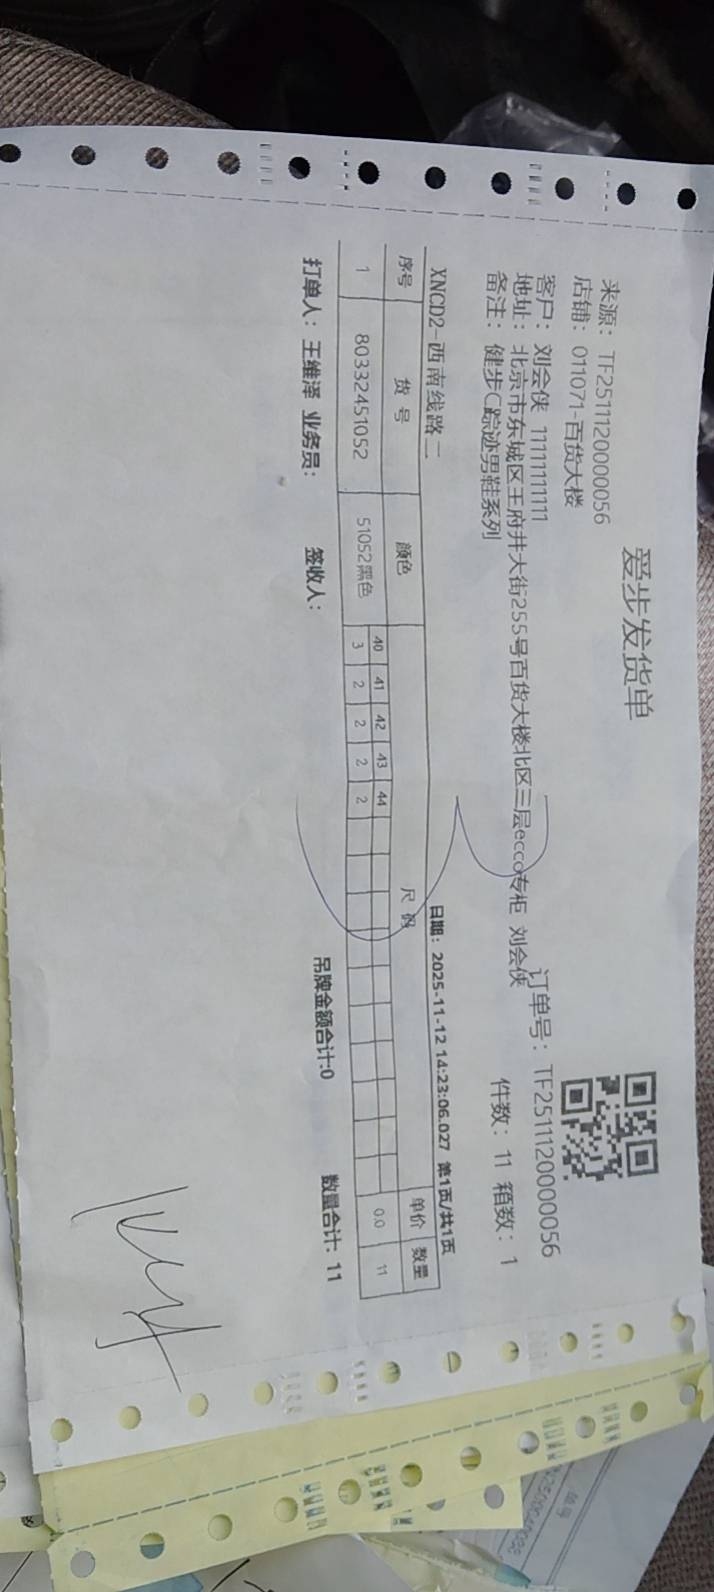 爱步发货单
来源：TF2511120000056
店铺：011071-百货大楼
订单号：TF2511120000056
客户：刘会侠 11111111111
地址：北京市东城区王府井大街255号百货大楼北区三层ecco专柜 刘会侠
备注：健步C踪迹男鞋系列 件数：11 箱数：1
XNCD2-西南线路二 日期：2025-11-12 14:23:06.027 第1页/共1页
序号 货号 颜色 尺码 单价 数量
40 41 42 43 44
1 80332451052 51052黑色 3 2 2 2 2 0.0 11
打单人：王维泽 业务员： 签收人： 吊牌金额合计:0 数量合计: 11